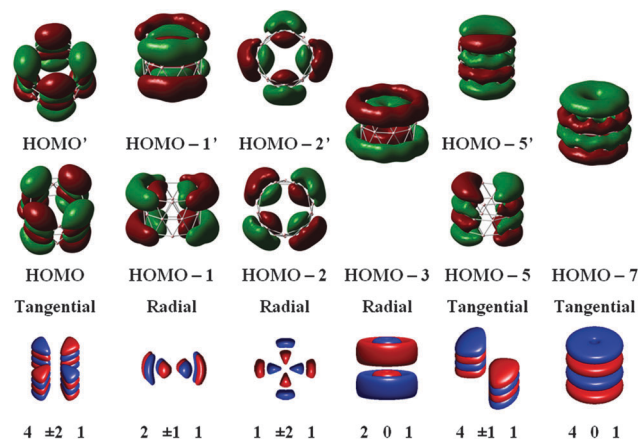 HOMO’ HOMO – 1’ HOMO – 2’ HOMO – 5’
HOMO HOMO – 1 HOMO – 2 HOMO – 3 HOMO – 5 HOMO – 7
Tangential Radial Radial Radial Tangential Tangential
4 ±2 1 2 ±1 1 1 ±2 1 2 0 1 4 ±1 1 4 0 1